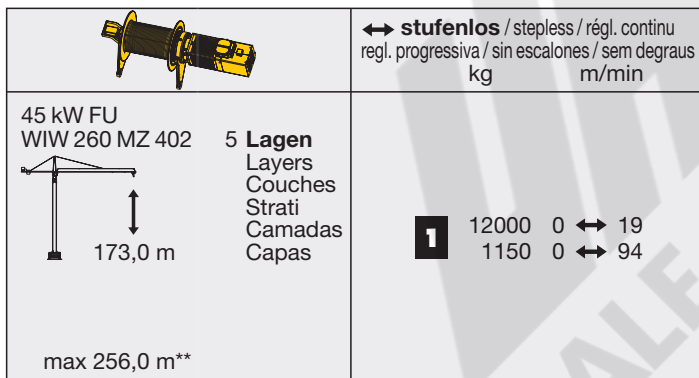 ↔ stufenlos / stepless / régl. continu
regl. progressiva / sin escalones / sem degraus
kg m/min
45 kW FU
WIW 260 MZ 402 5 Lagen
Layers
Couches
Strati
Camadas
173,0 m Capas
1 12000 0 ↔ 19
1150 0 ↔ 94
max 256,0 m**